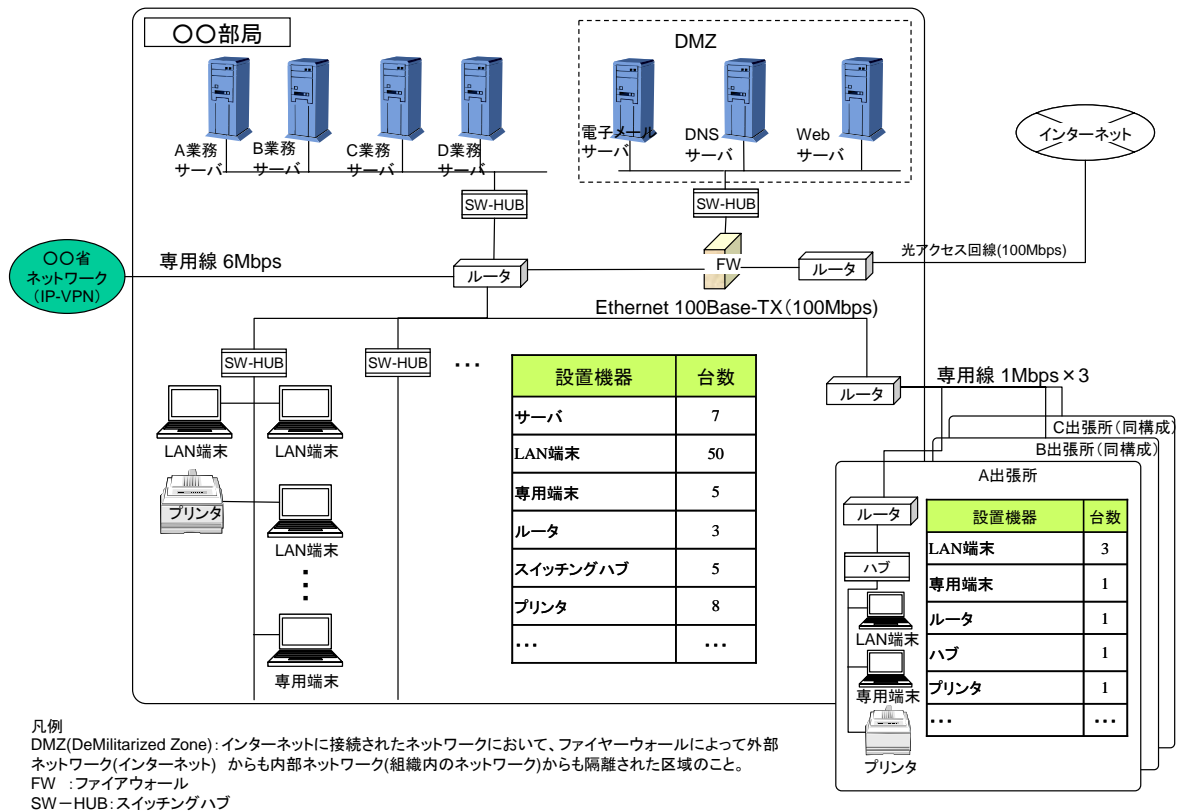 〇〇部局
DMZ
A業務
サーバ
B業務
サーバ
C業務
サーバ
D業務
サーバ
電子メール
サーバ
DNS
サーバ
Web
サーバ
インターネット
SW-HUB
SW-HUB
〇〇省
ネットワーク
(IP-VPN)
専用線 6Mbps
ルータ
FW
ルータ
光アクセス回線(100Mbps)
Ethernet 100Base-TX(100Mbps)
SW-HUB
SW-HUB
・・・
ルータ
専用線 1Mbps×3
LAN端末
LAN端末
プリンタ
LAN端末
専用端末
設置機器 台数
サーバ 7
LAN端末 50
専用端末 5
ルータ 3
スイッチングハブ 5
プリンタ 8
・・・ ・・・
C出張所(同構成)
B出張所(同構成)
A出張所
ルータ
ハブ
LAN端末
専用端末
プリンタ
設置機器 台数
LAN端末 3
専用端末 1
ルータ 1
ハブ 1
プリンタ 1
・・・ ・・・
凡例
DMZ(DeMilitarized Zone):インターネットに接続されたネットワークにおいて、ファイヤーウォールによって外部
ネットワーク(インターネット) からも内部ネットワーク(組織内のネットワーク)からも隔離された区域のこと。
FW :ファイアウォール
SW-HUB:スイッチングハブ